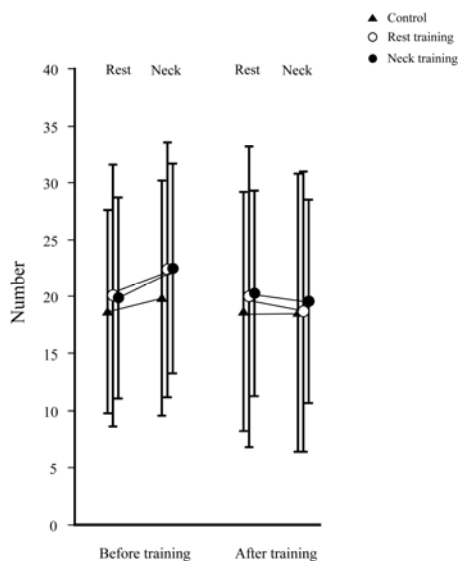 Control
Rest training
Neck training
Rest Neck Rest Neck
40
35
30
25
20
15
10
5
0
Number
Before training After training